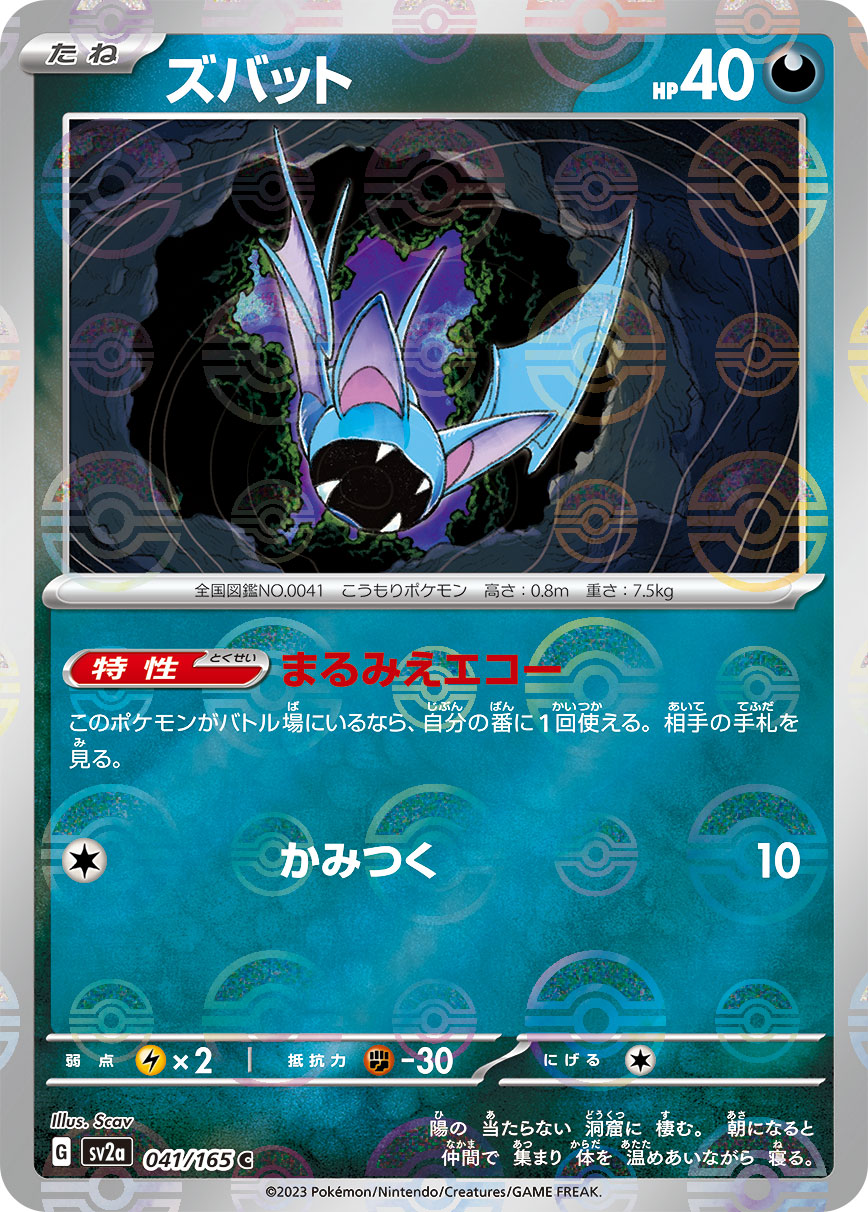 たね
ズバット
HP40
全国図鑑NO.0041 こうもりポケモン 高さ:0.8m 重さ:7.5kg
特性 とくせい まるみえエコー
このポケモンがバトル場にいるなら、自分の番に1回使える。相手の手札を
見る。
かみつく 10
弱点 ×2 抵抗力 -30 にげる
Illus. Scav
G sv2a 041/165 C
陽の 当たらない 洞窟に 棲む。 朝になると
仲間で 集まり 体を 温めあいながら 寝る。
©2023 Pokémon/Nintendo/Creatures/GAME FREAK.